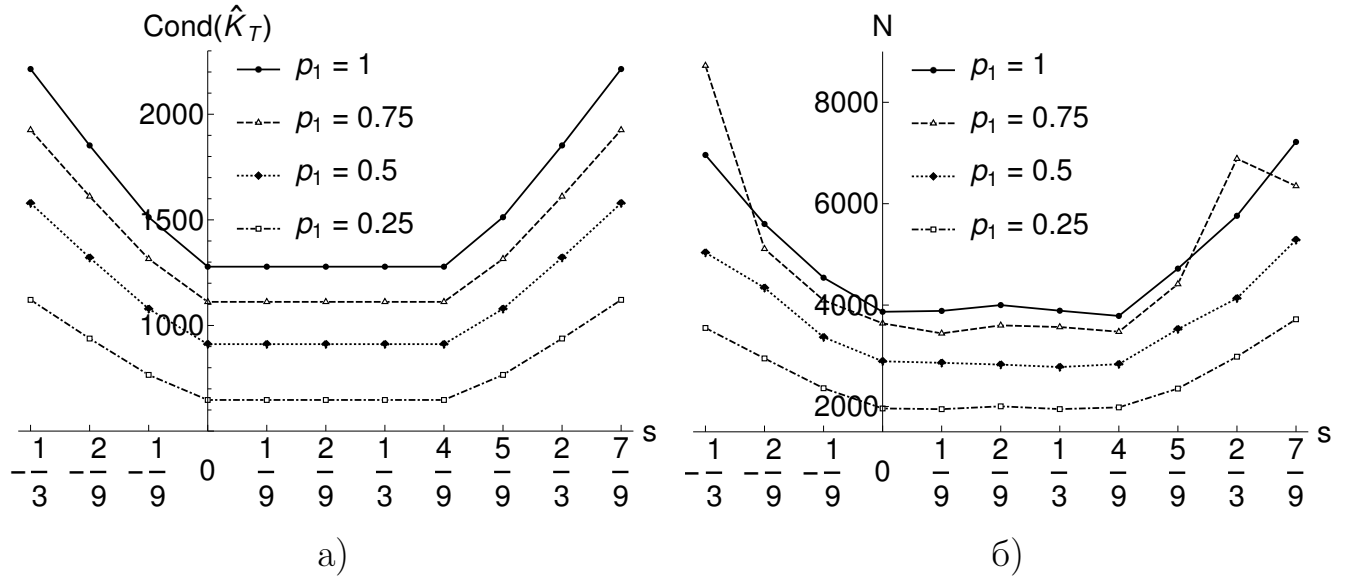 Cond(K̂_T)
p₁ = 1
p₁ = 0.75
p₁ = 0.5
p₁ = 0.25
2000
1500
1000
s
-1/3 -2/9 -1/9 0 1/9 2/9 1/3 4/9 5/9 2/3 7/9
а)
N
p₁ = 1
p₁ = 0.75
p₁ = 0.5
p₁ = 0.25
8000
6000
4000
2000
s
-1/3 -2/9 -1/9 0 1/9 2/9 1/3 4/9 5/9 2/3 7/9
б)